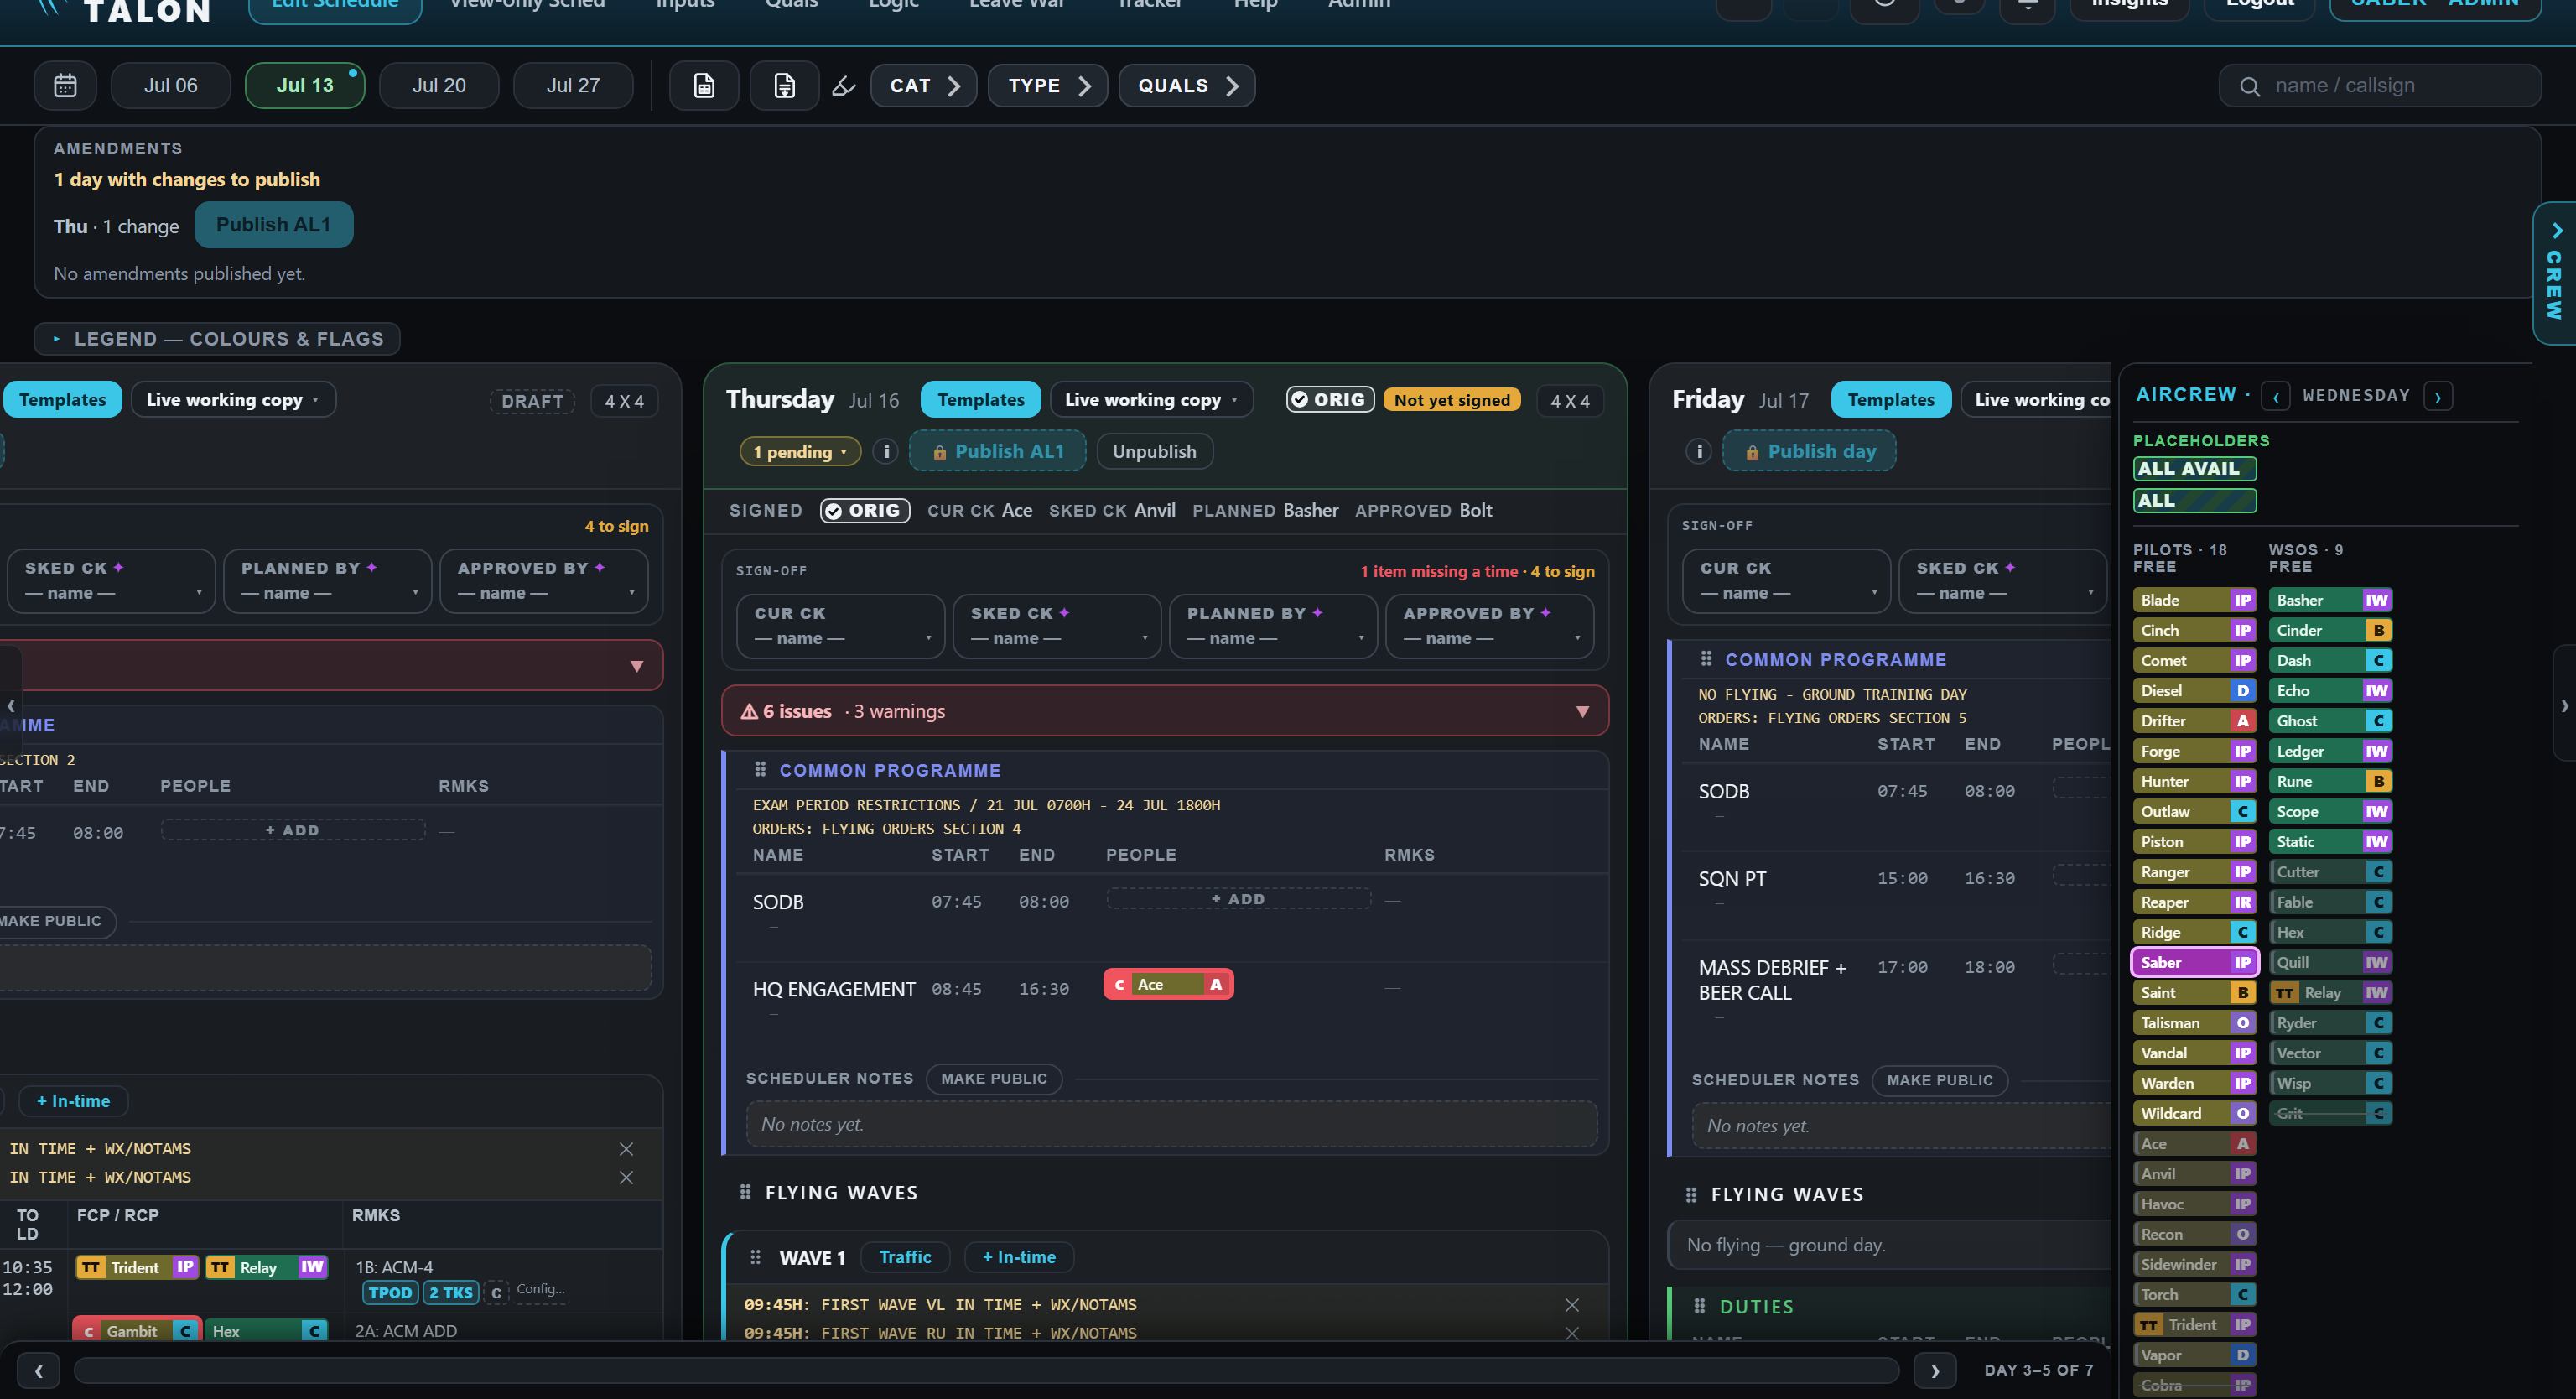 TALON Edit Schedule View-only Sched Inputs Quals Logic Leave War Tracker Help Admin Insights Logout
Jul 06 Jul 13 Jul 20 Jul 27 CAT TYPE QUALS name / callsign
AMENDMENTS
1 day with changes to publish
Thu · 1 change Publish AL1
No amendments published yet.
CREW
LEGEND — COLOURS & FLAGS
Templates Live working copy DRAFT 4 X 4
4 to sign
SKED CK PLANNED BY APPROVED BY
— name — — name — — name —
AMME
SECTION 2
TART END PEOPLE RMKS
7:45 08:00 + ADD —
MAKE PUBLIC
+ In-time
IN TIME + WX/NOTAMS
IN TIME + WX/NOTAMS
TO LD FCP / RCP RMKS
10:35 TT Trident IP TT Relay IW 1B: ACM-4
12:00 TPOD 2 TKS C Config...
C Gambit C Hex C 2A: ACM ADD
Thursday Jul 16 Templates Live working copy ORIG Not yet signed 4 X 4
1 pending i Publish AL1 Unpublish
SIGNED ORIG CUR CK Ace SKED CK Anvil PLANNED Basher APPROVED Bolt
SIGN-OFF 1 item missing a time · 4 to sign
CUR CK SKED CK PLANNED BY APPROVED BY
— name — — name — — name — — name —
6 issues · 3 warnings
COMMON PROGRAMME
EXAM PERIOD RESTRICTIONS / 21 JUL 0700H - 24 JUL 1800H
ORDERS: FLYING ORDERS SECTION 4
NAME START END PEOPLE RMKS
SODB 07:45 08:00 + ADD —
—
HQ ENGAGEMENT 08:45 16:30 C Ace A —
—
SCHEDULER NOTES MAKE PUBLIC
No notes yet.
FLYING WAVES
WAVE 1 Traffic + In-time
09:45H: FIRST WAVE VL IN TIME + WX/NOTAMS
09:45H: FIRST WAVE RU IN TIME + WX/NOTAMS
Friday Jul 17 Templates Live working co
i Publish day
SIGN-OFF
CUR CK SKED CK
— name — — name —
COMMON PROGRAMME
NO FLYING - GROUND TRAINING DAY
ORDERS: FLYING ORDERS SECTION 5
NAME START END PEOPL
SODB 07:45 08:00
—
SQN PT 15:00 16:30
—
MASS DEBRIEF + 17:00 18:00
BEER CALL
—
SCHEDULER NOTES MAKE PUBLIC
No notes yet.
FLYING WAVES
No flying — ground day.
DUTIES
AIRCREW · WEDNESDAY
PLACEHOLDERS
ALL AVAIL
ALL
PILOTS · 18 FREE WSOS · 9 FREE
Blade IP Basher IW
Cinch IP Cinder B
Comet IP Dash C
Diesel D Echo IW
Drifter A Ghost C
Forge IP Ledger IW
Hunter IP Rune B
Outlaw C Scope IW
Piston IP Static IW
Ranger IP Cutter C
Reaper IR Fable C
Ridge C Hex C
Saber IP Quill IW
Saint B TT Relay IW
Talisman O Ryder C
Vandal IP Vector C
Warden IP Wisp C
Wildcard O Grit C
Ace A
Anvil IP
Havoc IP
Recon O
Sidewinder IP
Torch C
TT Trident IP
Vapor D
Cobra IP
DAY 3–5 OF 7